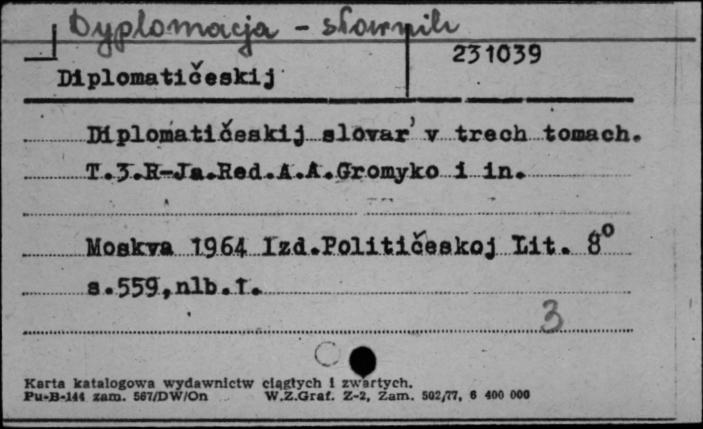 Dyplomacja - słownik
231039
Diplomatičeskij
Diplomatičeskij slovar' v trech tomach.
T.3.R-Ja.Red.A.A.Gromyko i in.
Moskva 1964 Izd.Političeskoj Lit. 8°
s.559,nlb.1.
3
Karta katalogowa wydawnictw ciągłych i zwartych.
Pu-B-144 zam. 567/DW/On W.Z.Graf. Z-2, Zam. 502/77, 6 400 000